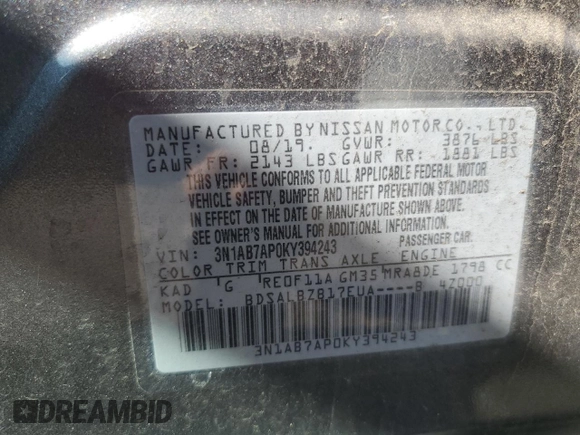 MANUFACTURED BY NISSAN MOTOR CO., LTD.
DATE: 08/19. GVWR: 3876 LBS
GAWR FR: 2143 LBS GAWR RR: 1881 LBS
THIS VEHICLE CONFORMS TO ALL APPLICABLE FEDERAL MOTOR
VEHICLE SAFETY, BUMPER AND THEFT PREVENTION STANDARDS
IN EFFECT ON THE DATE OF MANUFACTURE SHOWN ABOVE.
SEE OWNER'S MANUAL FOR ADDITIONAL INFORMATION.
VIN: 3N1AB7AP0KY394243 PASSENGER CAR.
COLOR TRIM TRANS AXLE ENGINE
KAD G RE0F11A GM35 MRA8DE 1798 CC
MODEL: BDSALBZB17EUA----B 4Z000
3N1AB7AP0KY394243
DREAMBID